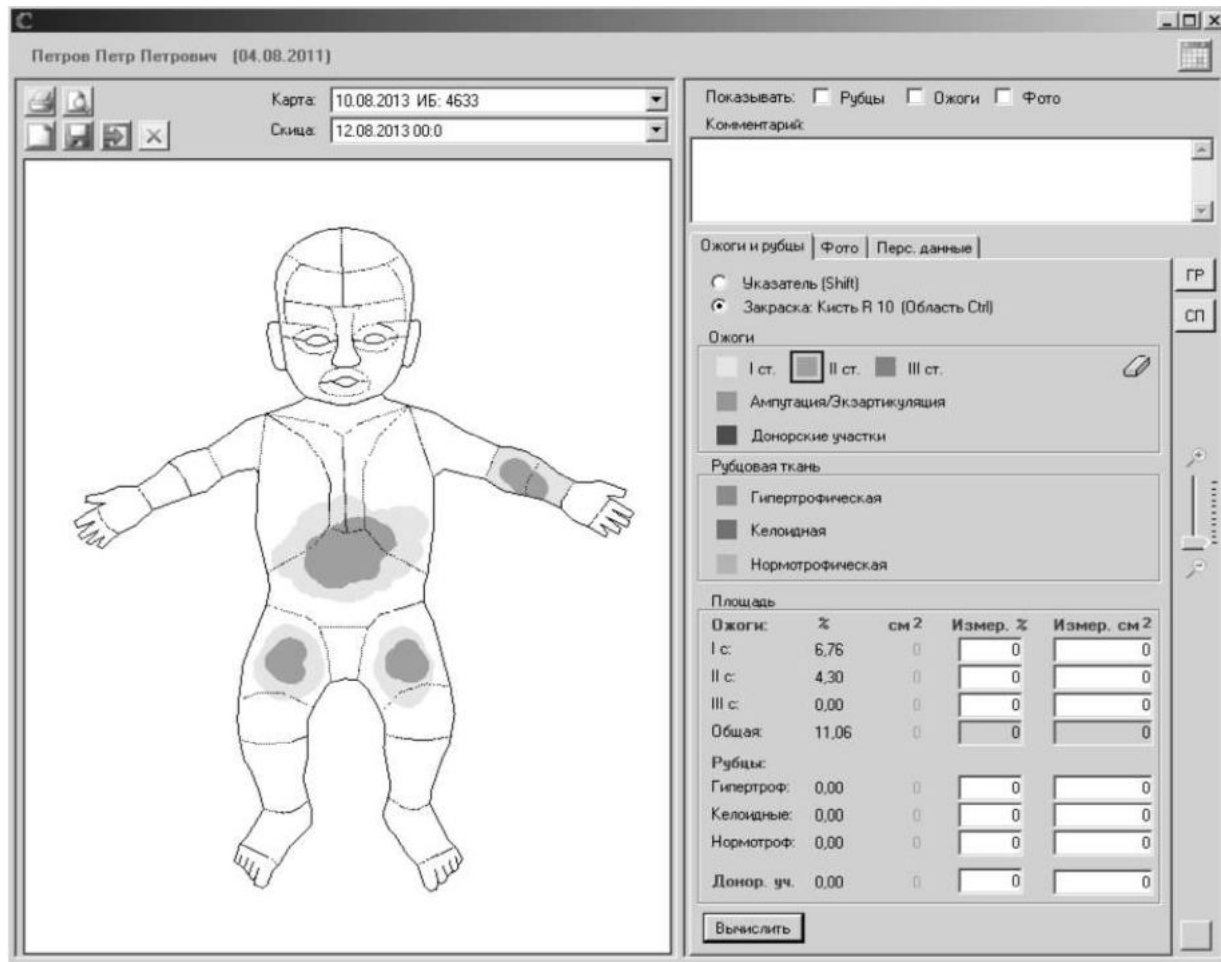 C
Петров Петр Петрович (04.08.2011)
Карта: 10.08.2013 ИБ: 4633
Скица: 12.08.2013 00:0
Показывать: Рубцы Ожоги Фото
Комментарий:
Ожоги и рубцы Фото Перс. данные
Указатель (Shift)
Закраска: Кисть R 10 (Область Ctrl)
Ожоги
I ст. II ст. III ст.
Ампутация/Экзартикуляция
Донорские участки
Рубцовая ткань
Гипертрофическая
Келоидная
Нормотрофическая
Площадь
Ожоги: % см 2 Измер. % Измер. см 2
I с: 6,76 0 0 0
II с: 4,30 0 0 0
III с: 0,00 0 0 0
Общая: 11,06 0 0 0
Рубцы:
Гипертроф: 0,00 0 0 0
Келоидные: 0,00 0 0 0
Нормотроф: 0,00 0 0 0
Донор. уч. 0,00 0 0 0
Вычислить
ГР
СП